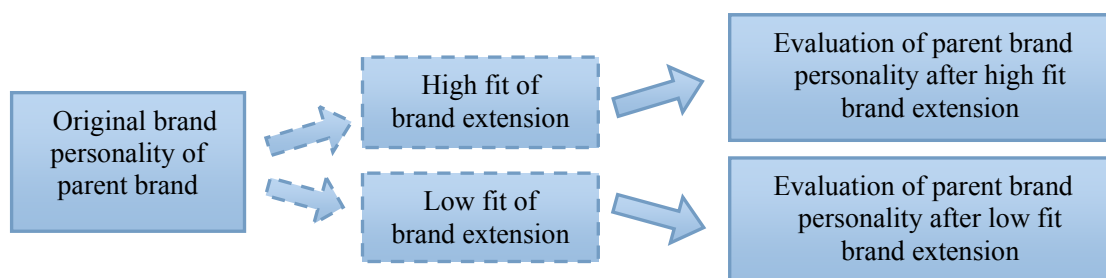 Original brand
personality of
parent brand
High fit of
brand extension
Low fit of
brand extension
Evaluation of parent brand
personality after high fit
brand extension
Evaluation of parent brand
personality after low fit
brand extension